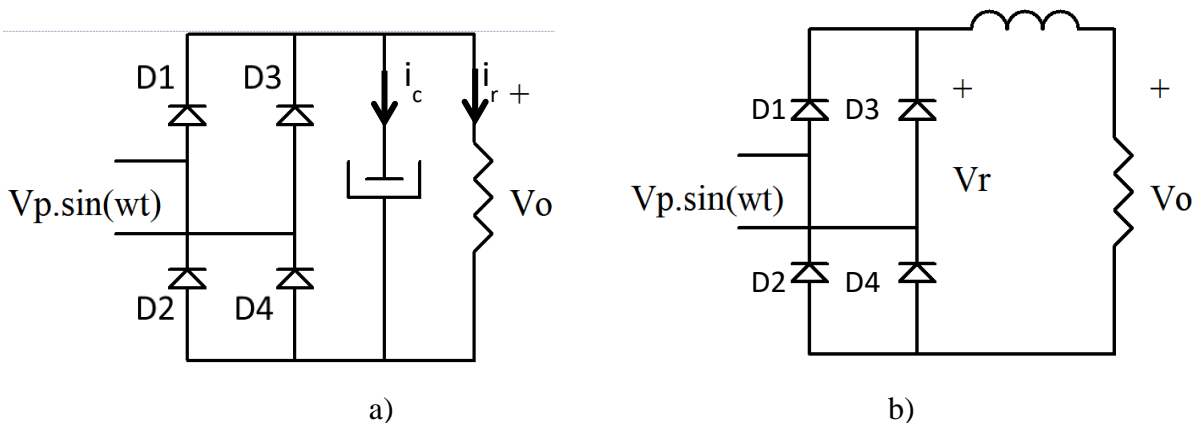 D1
D3
i
c
i
r
+
Vp.sin(wt)
Vo
D2
D4
a)
D1
D3
+
+
Vp.sin(wt)
Vr
Vo
D2
D4
b)